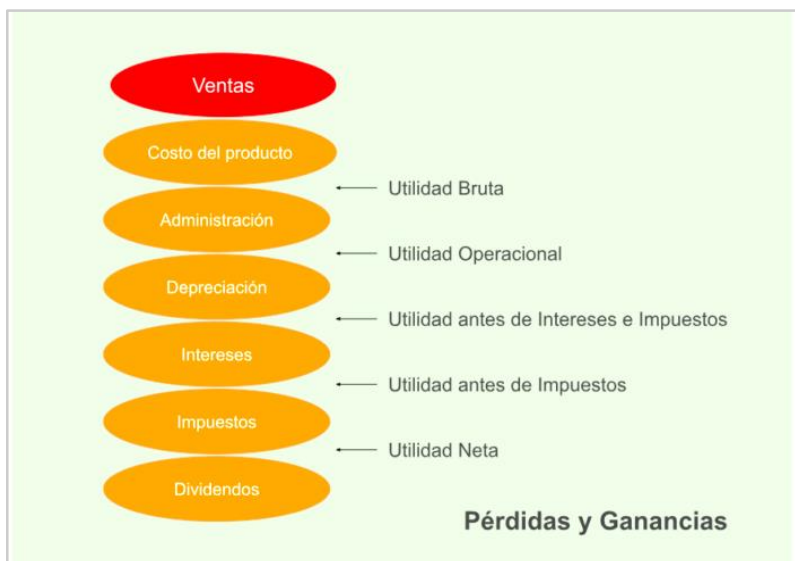 Ventas
Costo del producto
Utilidad Bruta
Administración
Utilidad Operacional
Depreciación
Utilidad antes de Intereses e Impuestos
Intereses
Utilidad antes de Impuestos
Impuestos
Utilidad Neta
Dividendos
Pérdidas y Ganancias